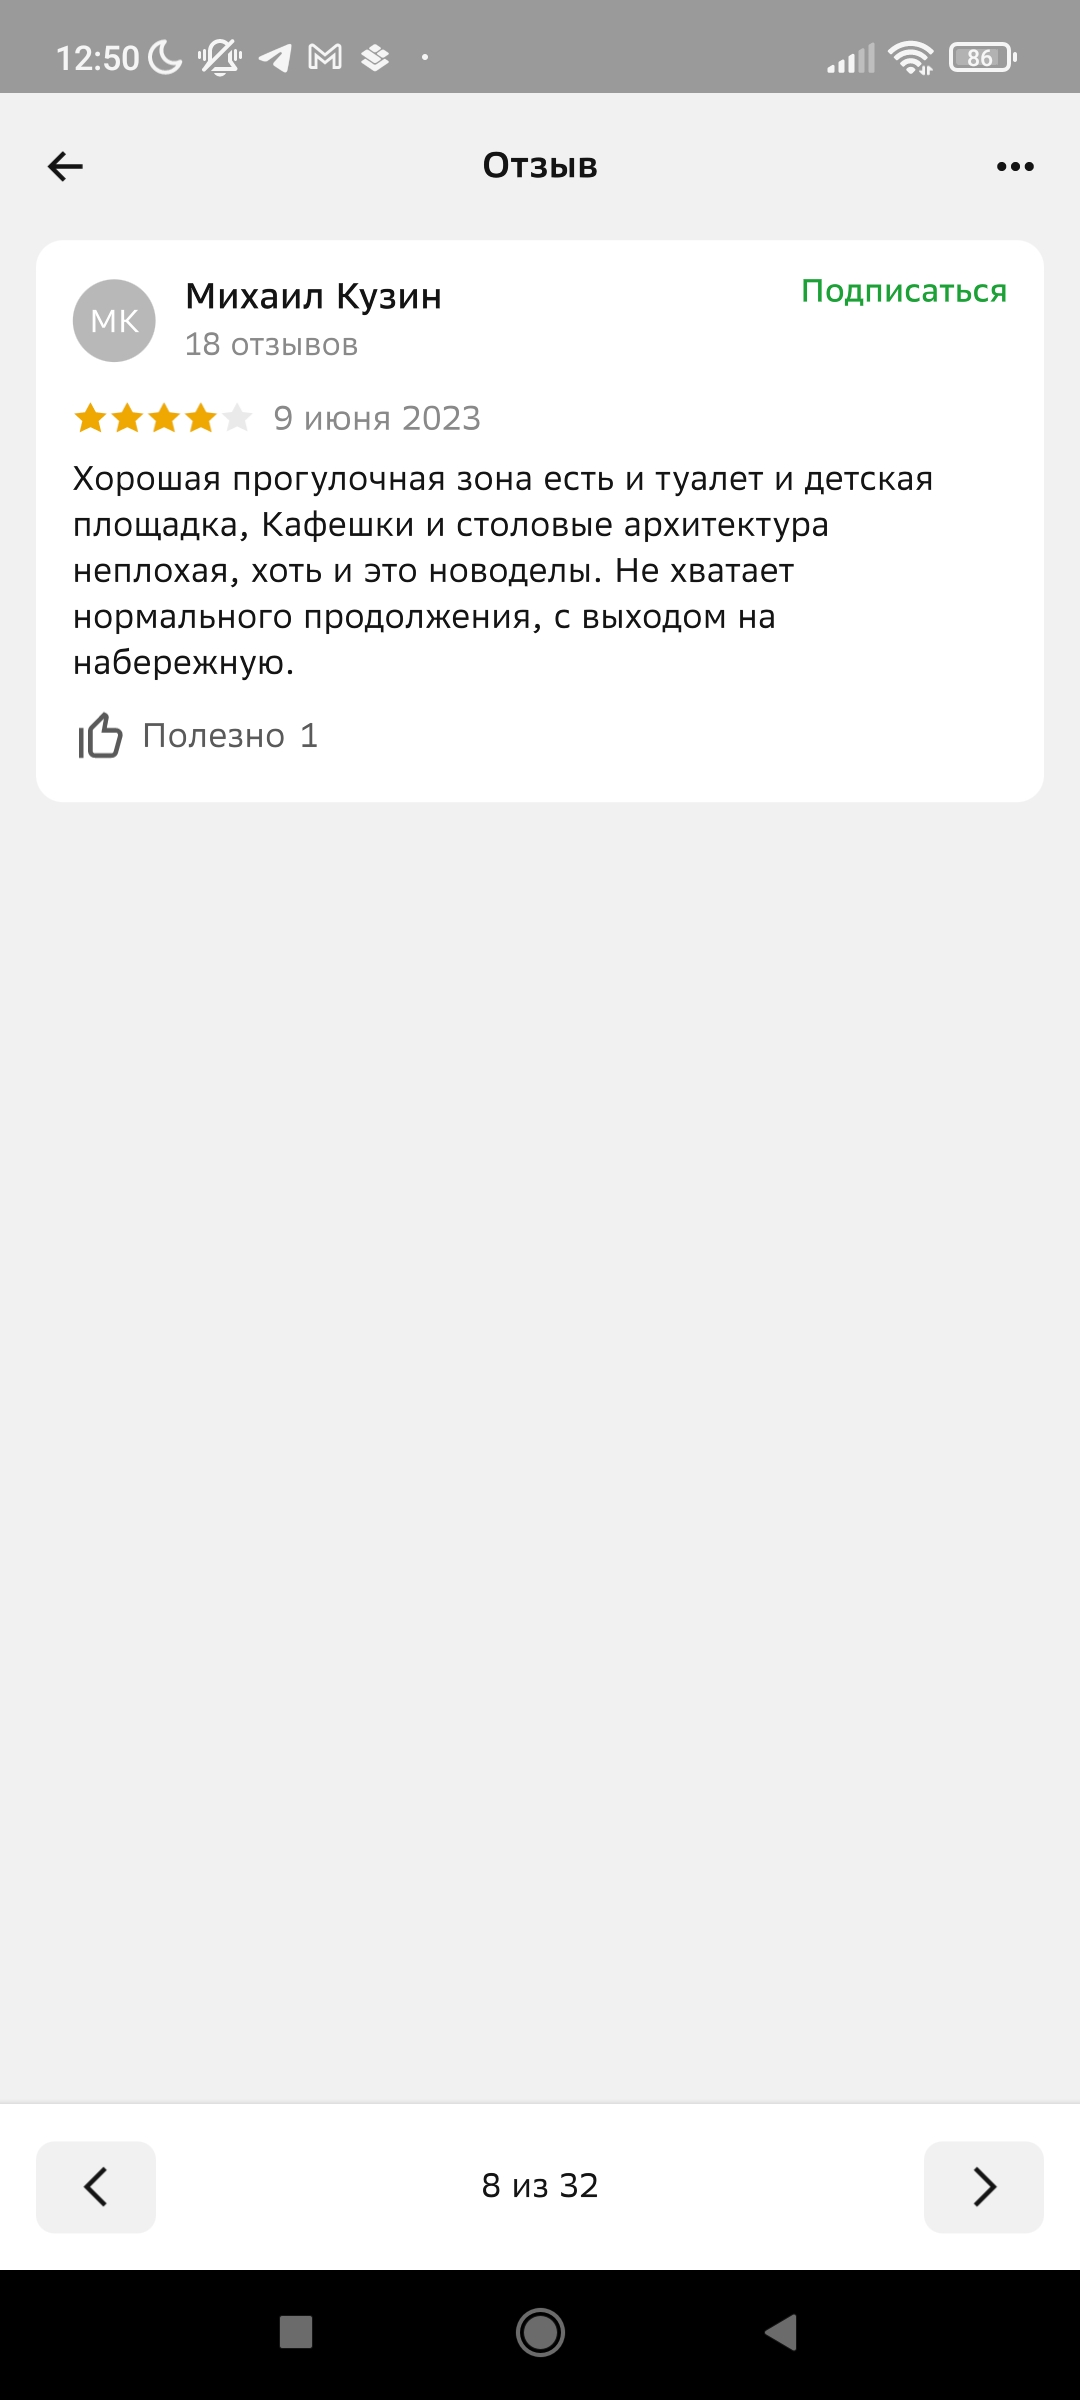 12:50
86
Отзыв
МК
Михаил Кузин
Подписаться
18 отзывов
9 июня 2023
Хорошая прогулочная зона есть и туалет и детская
площадка, Кафешки и столовые архитектура
неплохая, хоть и это новоделы. Не хватает
нормального продолжения, с выходом на
набережную.
Полезно 1
8 из 32